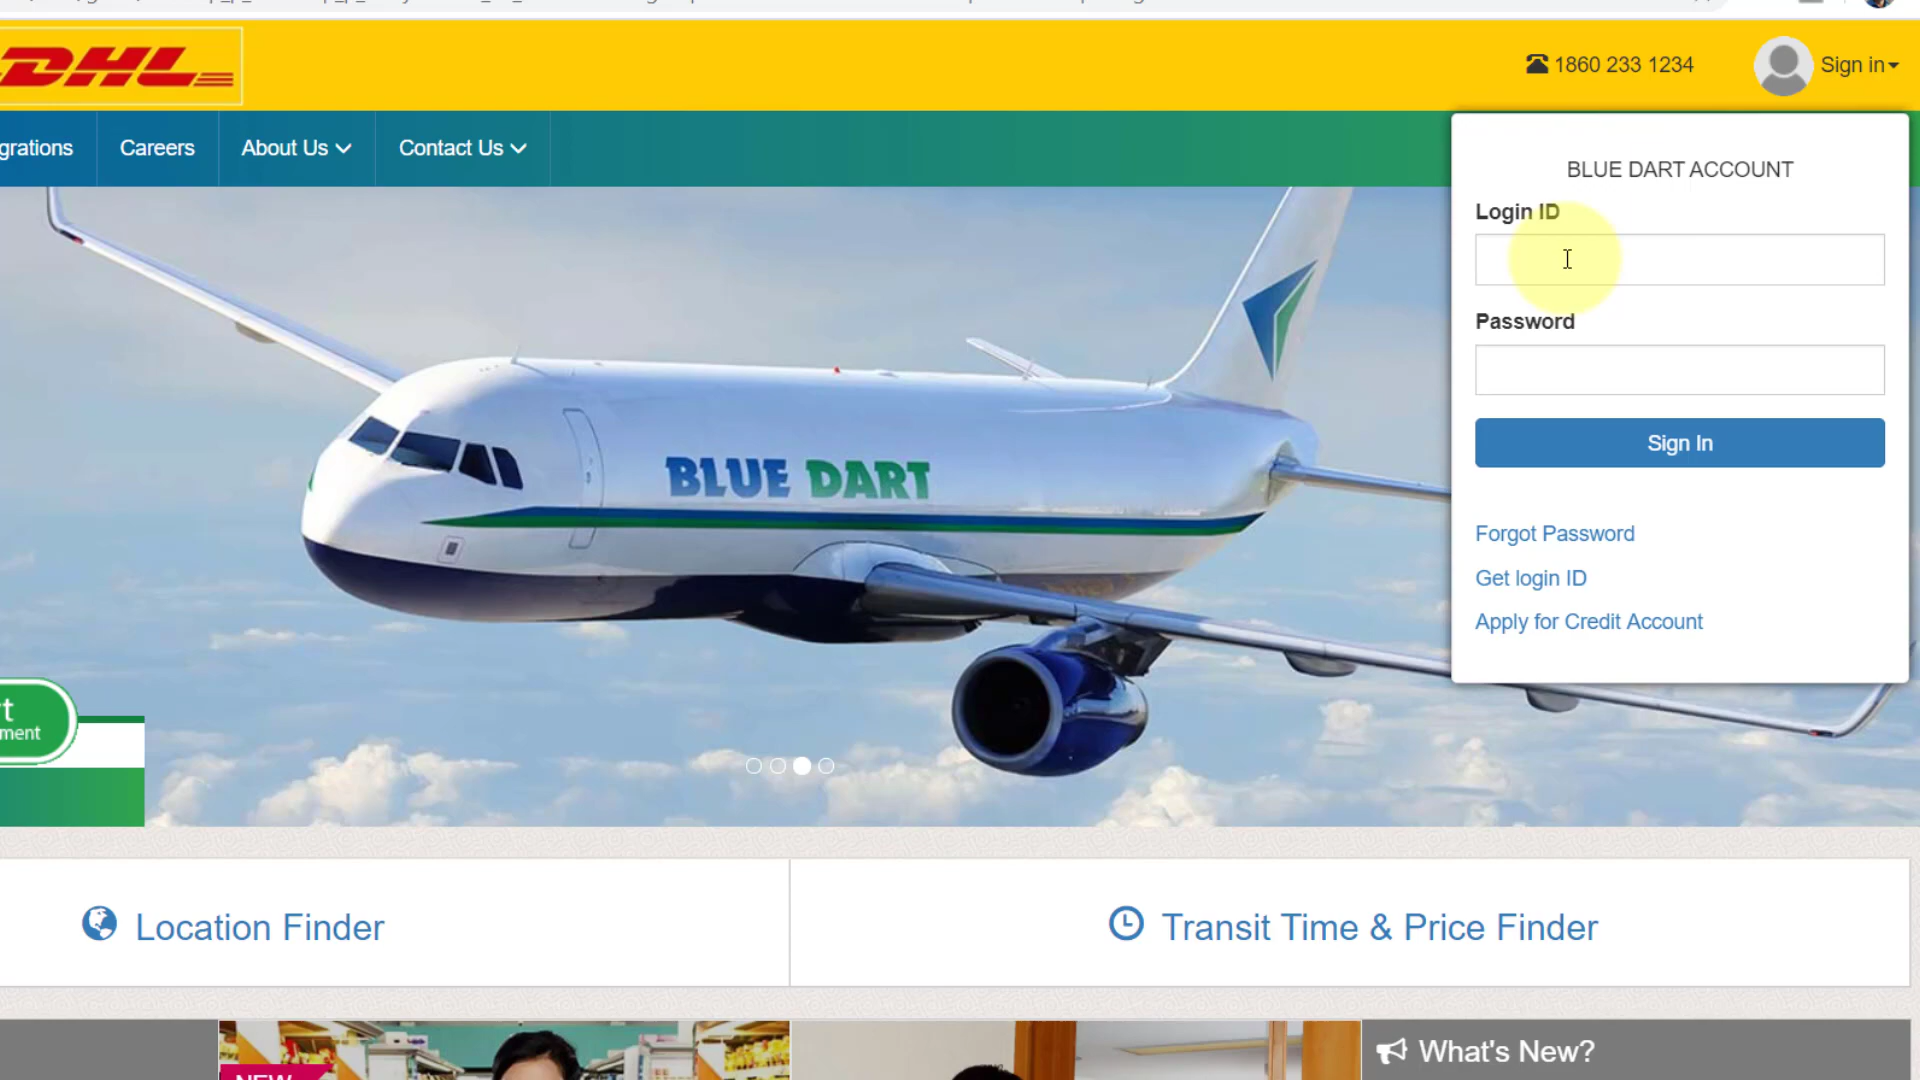 DHL
1860 233 1234
Sign in
grations
Careers
About Us
Contact Us
BLUE DART ACCOUNT
Login ID
Password
Sign In
Forgot Password
Get login ID
Apply for Credit Account
BLUE DART
t
ment
Location Finder
Transit Time & Price Finder
NEW
What's New?